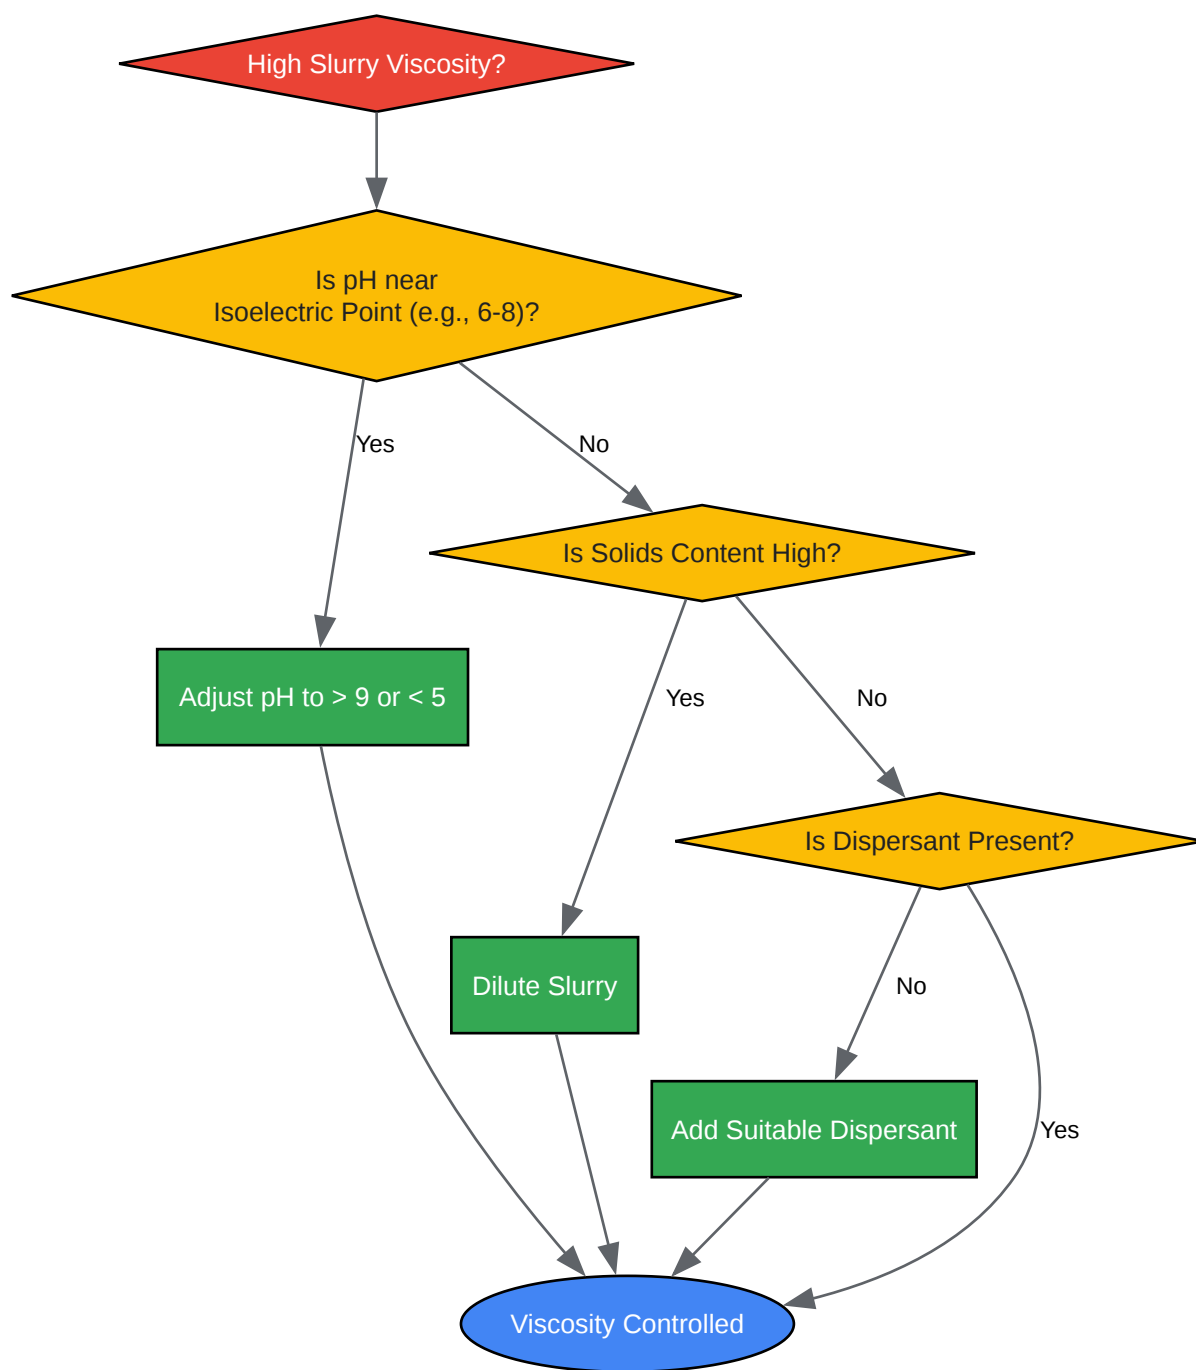 High Slurry Viscosity?
Is pH near
Isoelectric Point (e.g., 6-8)?
Yes
No
Is Solids Content High?
Adjust pH to > 9 or < 5
Yes
No
Is Dispersant Present?
Dilute Slurry
No
Add Suitable Dispersant
Yes
Viscosity Controlled